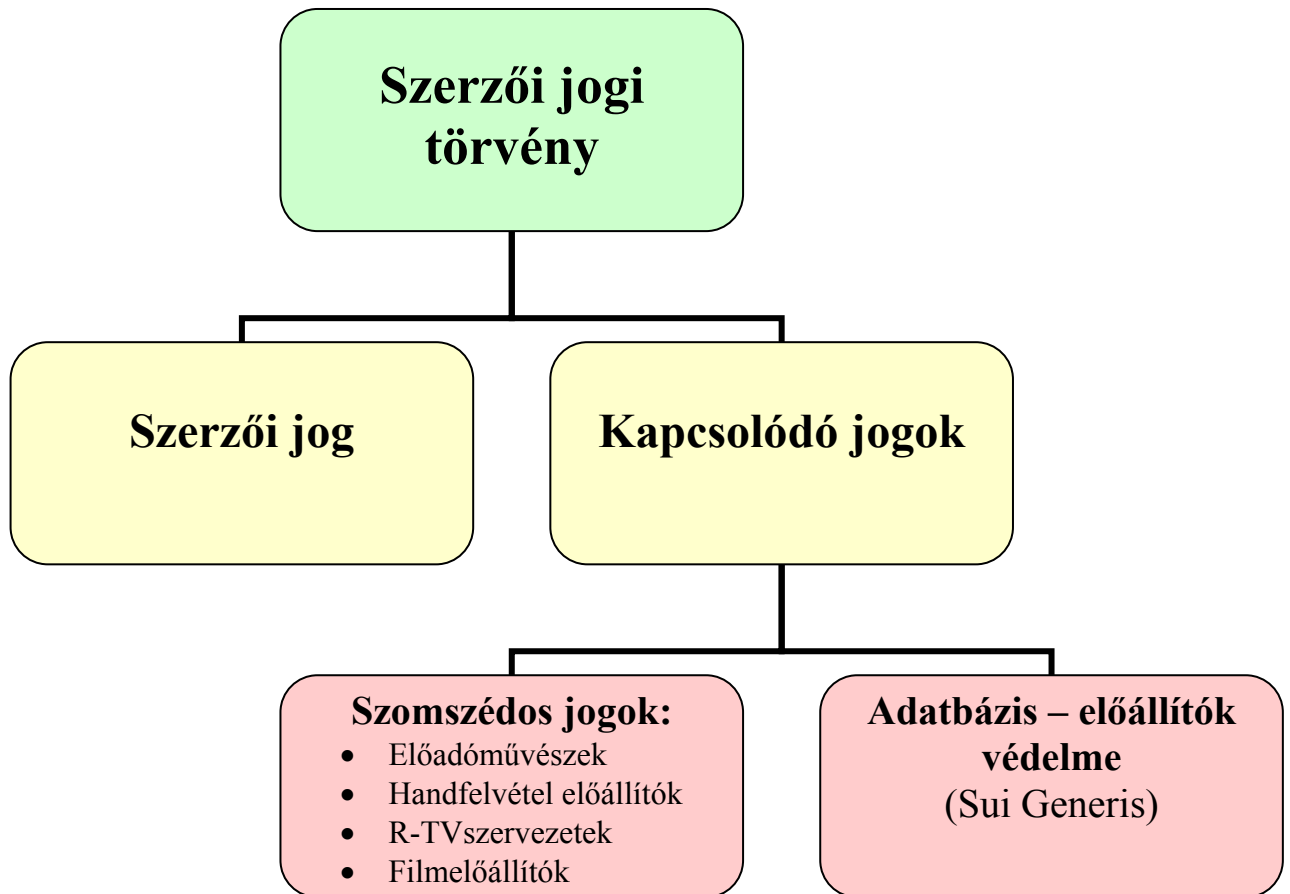 Szerzői jogi
törvény
Szerzői jog
Kapcsolódó jogok
Szomszédos jogok:
• Előadóművészek
• Handfelvétel előállítók
• R-TVszervezetek
• Filmelőállítók
Adatbázis – előállítók
védelme
(Sui Generis)